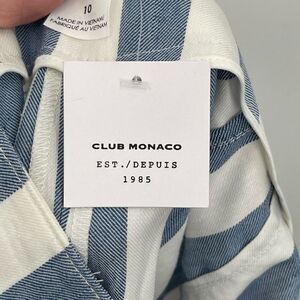 10
MADE IN VIETNAM
FABRIQUÉ AU VIETNAM
CLUB MONACO
EST./DEPUIS
1985